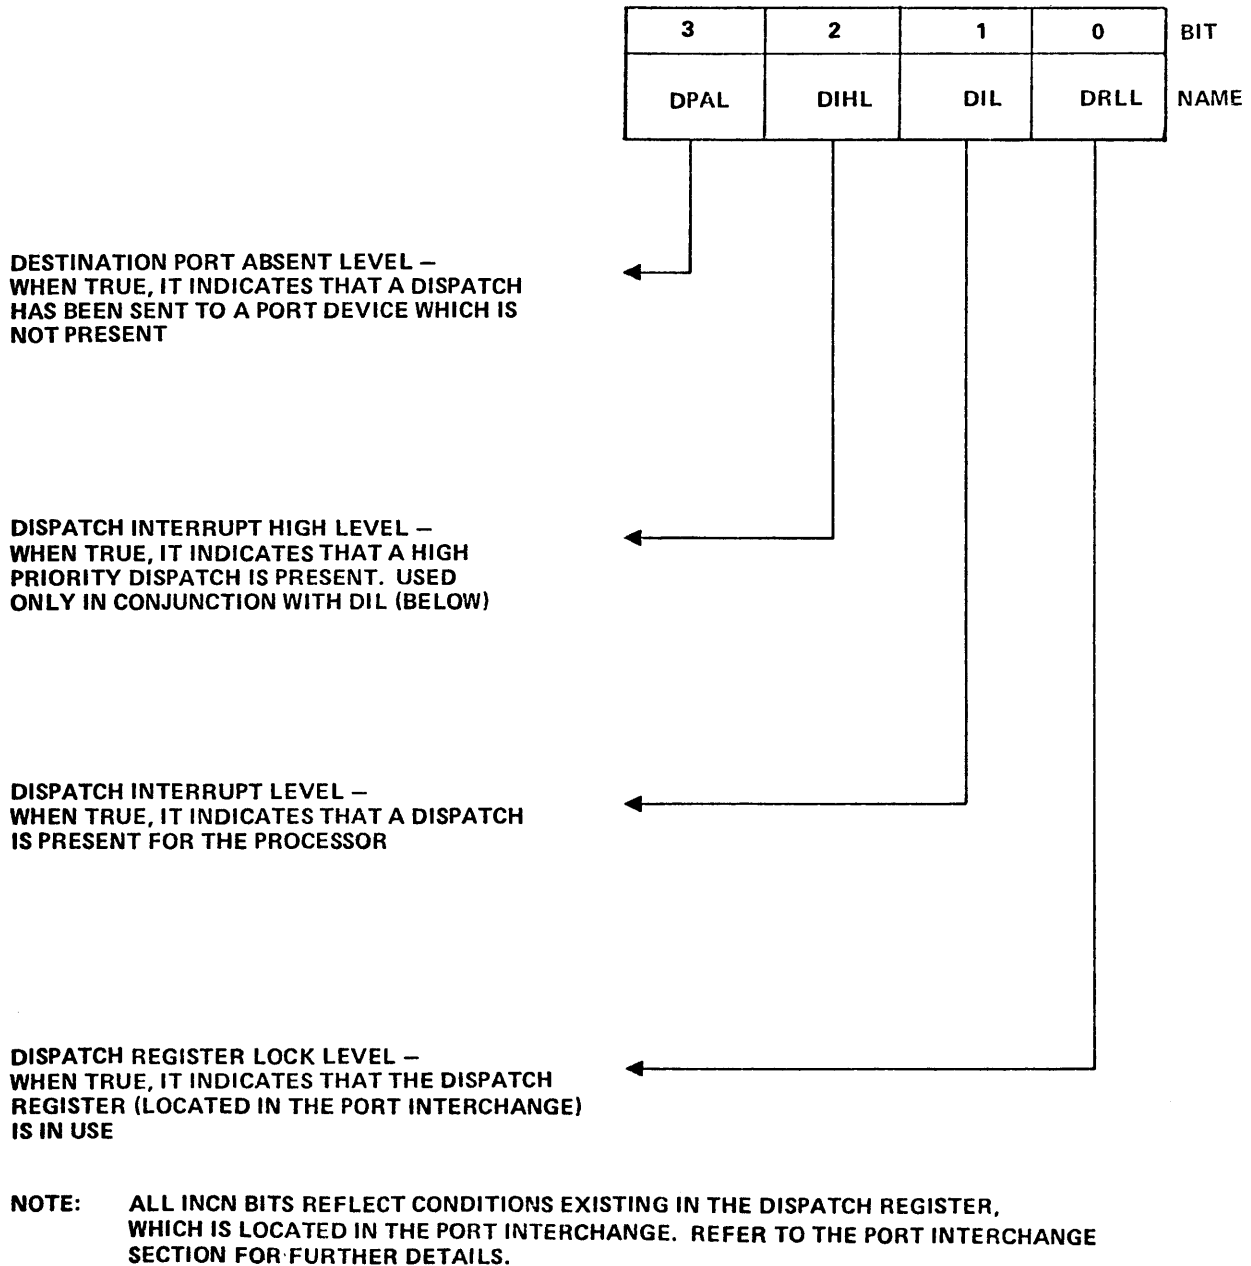 3 2 1 0 BIT
DPAL DIHL DIL DRLL NAME
DESTINATION PORT ABSENT LEVEL –
WHEN TRUE, IT INDICATES THAT A DISPATCH
HAS BEEN SENT TO A PORT DEVICE WHICH IS
NOT PRESENT
DISPATCH INTERRUPT HIGH LEVEL –
WHEN TRUE, IT INDICATES THAT A HIGH
PRIORITY DISPATCH IS PRESENT. USED
ONLY IN CONJUNCTION WITH DIL (BELOW)
DISPATCH INTERRUPT LEVEL –
WHEN TRUE, IT INDICATES THAT A DISPATCH
IS PRESENT FOR THE PROCESSOR
DISPATCH REGISTER LOCK LEVEL –
WHEN TRUE, IT INDICATES THAT THE DISPATCH
REGISTER (LOCATED IN THE PORT INTERCHANGE)
IS IN USE
NOTE: ALL INCN BITS REFLECT CONDITIONS EXISTING IN THE DISPATCH REGISTER,
WHICH IS LOCATED IN THE PORT INTERCHANGE. REFER TO THE PORT INTERCHANGE
SECTION FOR FURTHER DETAILS.